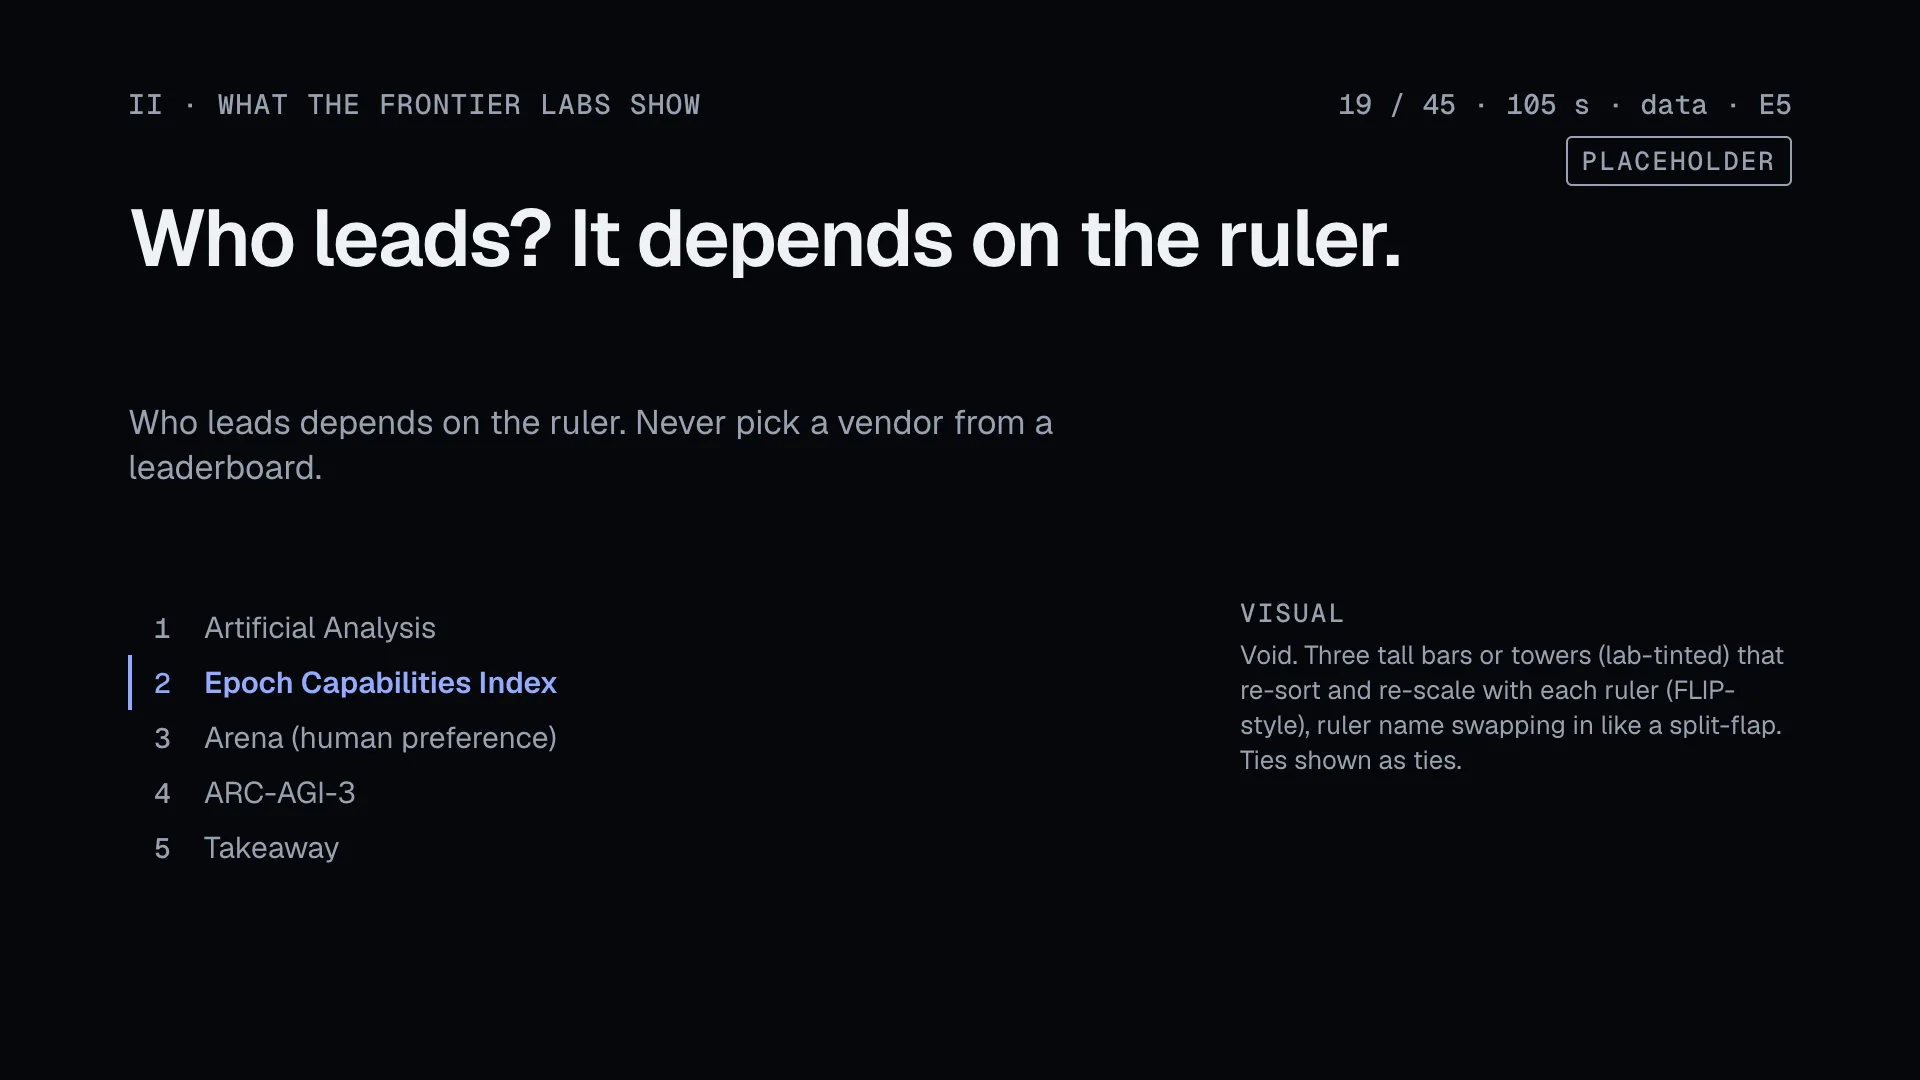 II · WHAT THE FRONTIER LABS SHOW
19 / 45 · 105 s · data · E5
PLACEHOLDER
Who leads? It depends on the ruler.
Who leads depends on the ruler. Never pick a vendor from a
leaderboard.
1 Artificial Analysis
2 Epoch Capabilities Index
3 Arena (human preference)
4 ARC-AGI-3
5 Takeaway
VISUAL
Void. Three tall bars or towers (lab-tinted) that
re-sort and re-scale with each ruler (FLIP-
style), ruler name swapping in like a split-flap.
Ties shown as ties.